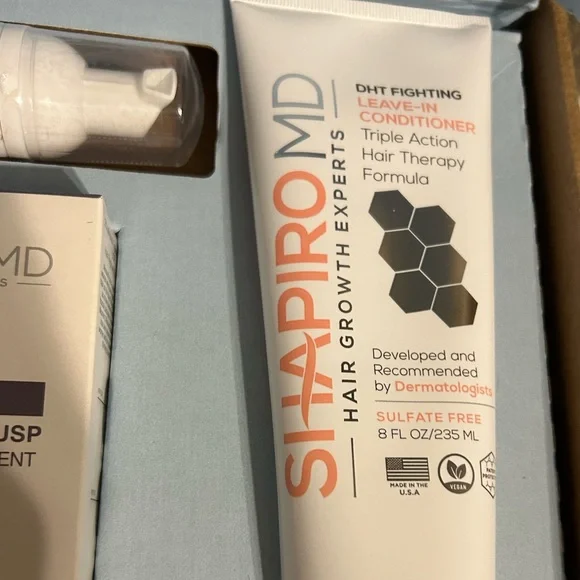 DHT FIGHTING
LEAVE-IN
CONDITIONER
Triple Action
Hair Therapy
Formula
SHAPIRO MD
HAIR GROWTH EXPERTS
Developed and
Recommended
by Dermatologists
SULFATE FREE
8 FL OZ/235 ML
MADE IN THE
U.S.A
VEGAN
MD
S
USP
ENT